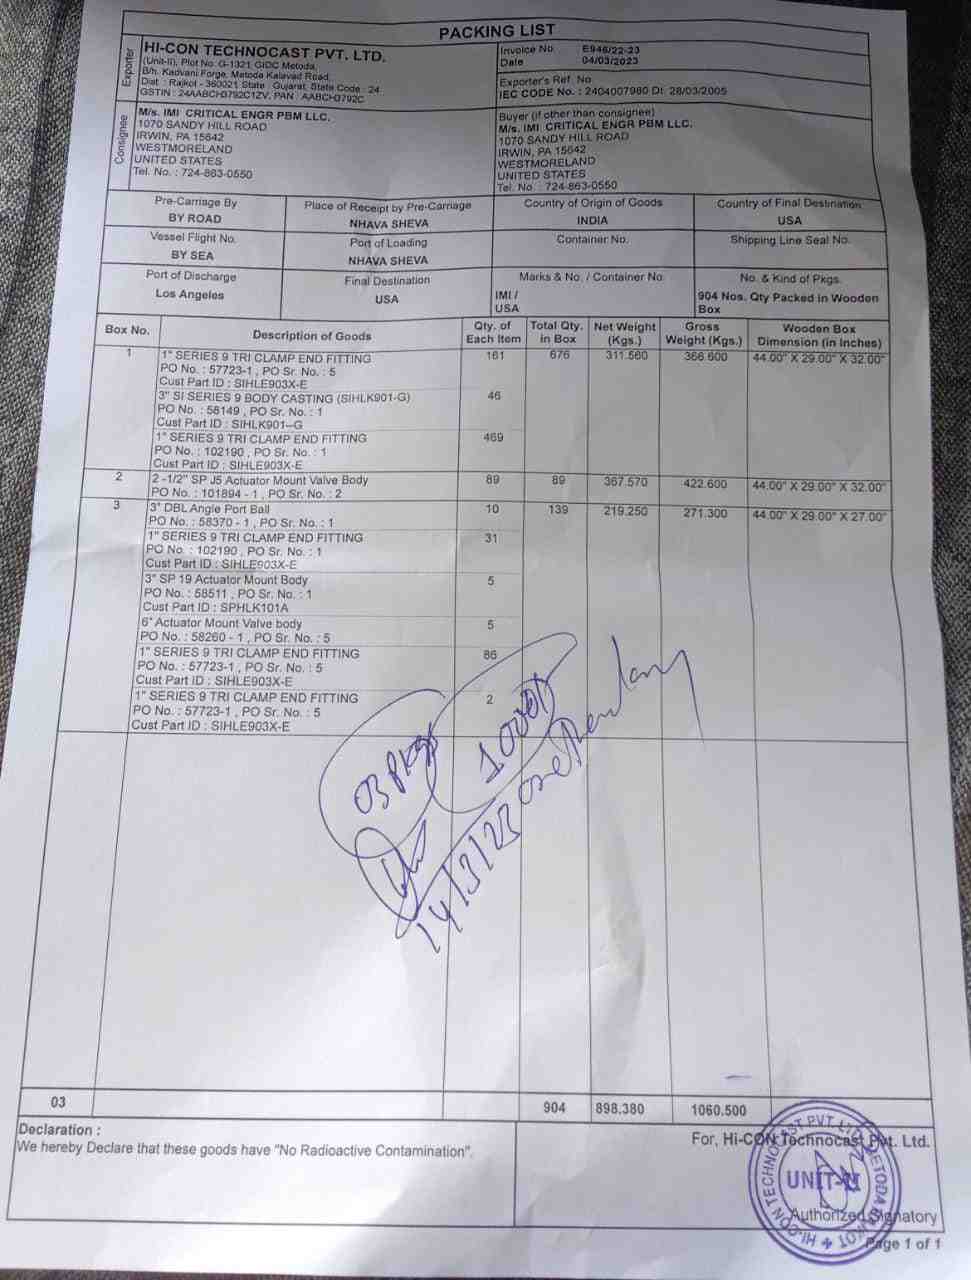 PACKING LIST
Exporter
HI-CON TECHNOCAST PVT. LTD.
(Unit-II), Plot No. G-1321 GIDC Metoda,
B/h. Kadvani Forge, Metoda Kalavad Road,
Dist : Rajkot - 360021 State : Gujarat, State Code : 24
GSTIN : 24AABCH3792C1ZV, PAN : AABCH3792C
Invoice No. E946/22-23
Date 04/03/2023
Exporter's Ref. No.
IEC CODE No. : 2404007980 Dt. 28/03/2005
Consignee
M/s. IMI CRITICAL ENGR PBM LLC.
1070 SANDY HILL ROAD
IRWIN, PA 15642
WESTMORELAND
UNITED STATES
Tel. No. : 724-863-0550
Buyer (if other than consignee)
M/s. IMI CRITICAL ENGR PBM LLC.
1070 SANDY HILL ROAD
IRWIN, PA 15642
WESTMORELAND
UNITED STATES
Tel. No. : 724-863-0550
Pre-Carriage By Place of Receipt by Pre-Carriage Country of Origin of Goods Country of Final Destination
BY ROAD NHAVA SHEVA INDIA USA
Vessel Flight No. Port of Loading Container No. Shipping Line Seal No.
BY SEA NHAVA SHEVA
Port of Discharge Final Destination Marks & No. / Container No. No. & Kind of Pkgs.
Los Angeles USA IMI / USA 904 Nos. Qty Packed in Wooden Box
Box No. Description of Goods Qty. of Each Item Total Qty. in Box Net Weight (Kgs.) Gross Weight (Kgs.) Wooden Box Dimension (in Inches)
1 1" SERIES 9 TRI CLAMP END FITTING 161 676 311.560 366.600 44.00" X 29.00" X 32.00"
PO No. : 57723-1 , PO Sr. No. : 5
Cust Part ID : SIHLE903X-E
3" SI SERIES 9 BODY CASTING (SIHLK901-G) 46
PO No. : 58149 , PO Sr. No. : 1
Cust Part ID : SIHLK901--G
1" SERIES 9 TRI CLAMP END FITTING 469
PO No. : 102190 , PO Sr. No. : 1
Cust Part ID : SIHLE903X-E
2 2 -1/2" SP J5 Actuator Mount Valve Body 89 89 367.570 422.600 44.00" X 29.00" X 32.00"
PO No. : 101894 - 1 , PO Sr. No. : 2
3 3" DBL Angle Port Ball 10 139 219.250 271.300 44.00" X 29.00" X 27.00"
PO No. : 58370 - 1 , PO Sr. No. : 1
1" SERIES 9 TRI CLAMP END FITTING 31
PO No. : 102190 , PO Sr. No. : 1
Cust Part ID : SIHLE903X-E
3" SP 19 Actuator Mount Body 5
PO No. : 58511 , PO Sr. No. : 1
Cust Part ID : SPHLK101A
6" Actuator Mount Valve body 5
PO No. : 58260 - 1 , PO Sr. No. : 5
1" SERIES 9 TRI CLAMP END FITTING 86
PO No. : 57723-1 , PO Sr. No. : 5
Cust Part ID : SIHLE903X-E
1" SERIES 9 TRI CLAMP END FITTING 2
PO No. : 57723-1 , PO Sr. No. : 5
Cust Part ID : SIHLE903X-E
03 PKgs
14/3/23
03 904 898.380 1060.500
Declaration :
We hereby Declare that these goods have "No Radioactive Contamination".
For, Hi-CON Technocast Pvt. Ltd.
HI-CON TECHNOCAST PVT. LTD.
UNIT-II
Authorized Signatory
Page 1 of 1